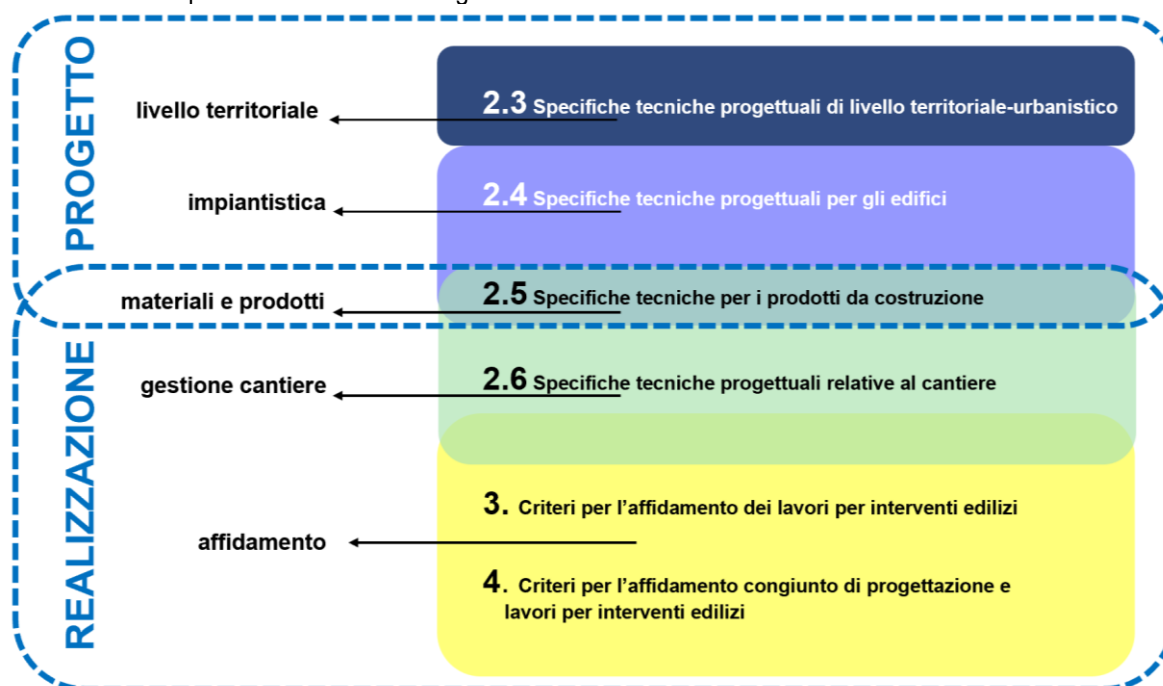 PROGETTO
livello territoriale
2.3 Specifiche tecniche progettuali di livello territoriale-urbanistico
impiantistica
2.4 Specifiche tecniche progettuali per gli edifici
materiali e prodotti
2.5 Specifiche tecniche per i prodotti da costruzione
REALIZZAZIONE
gestione cantiere
2.6 Specifiche tecniche progettuali relative al cantiere
affidamento
3. Criteri per l'affidamento dei lavori per interventi edilizi
4. Criteri per l'affidamento congiunto di progettazione e
lavori per interventi edilizi